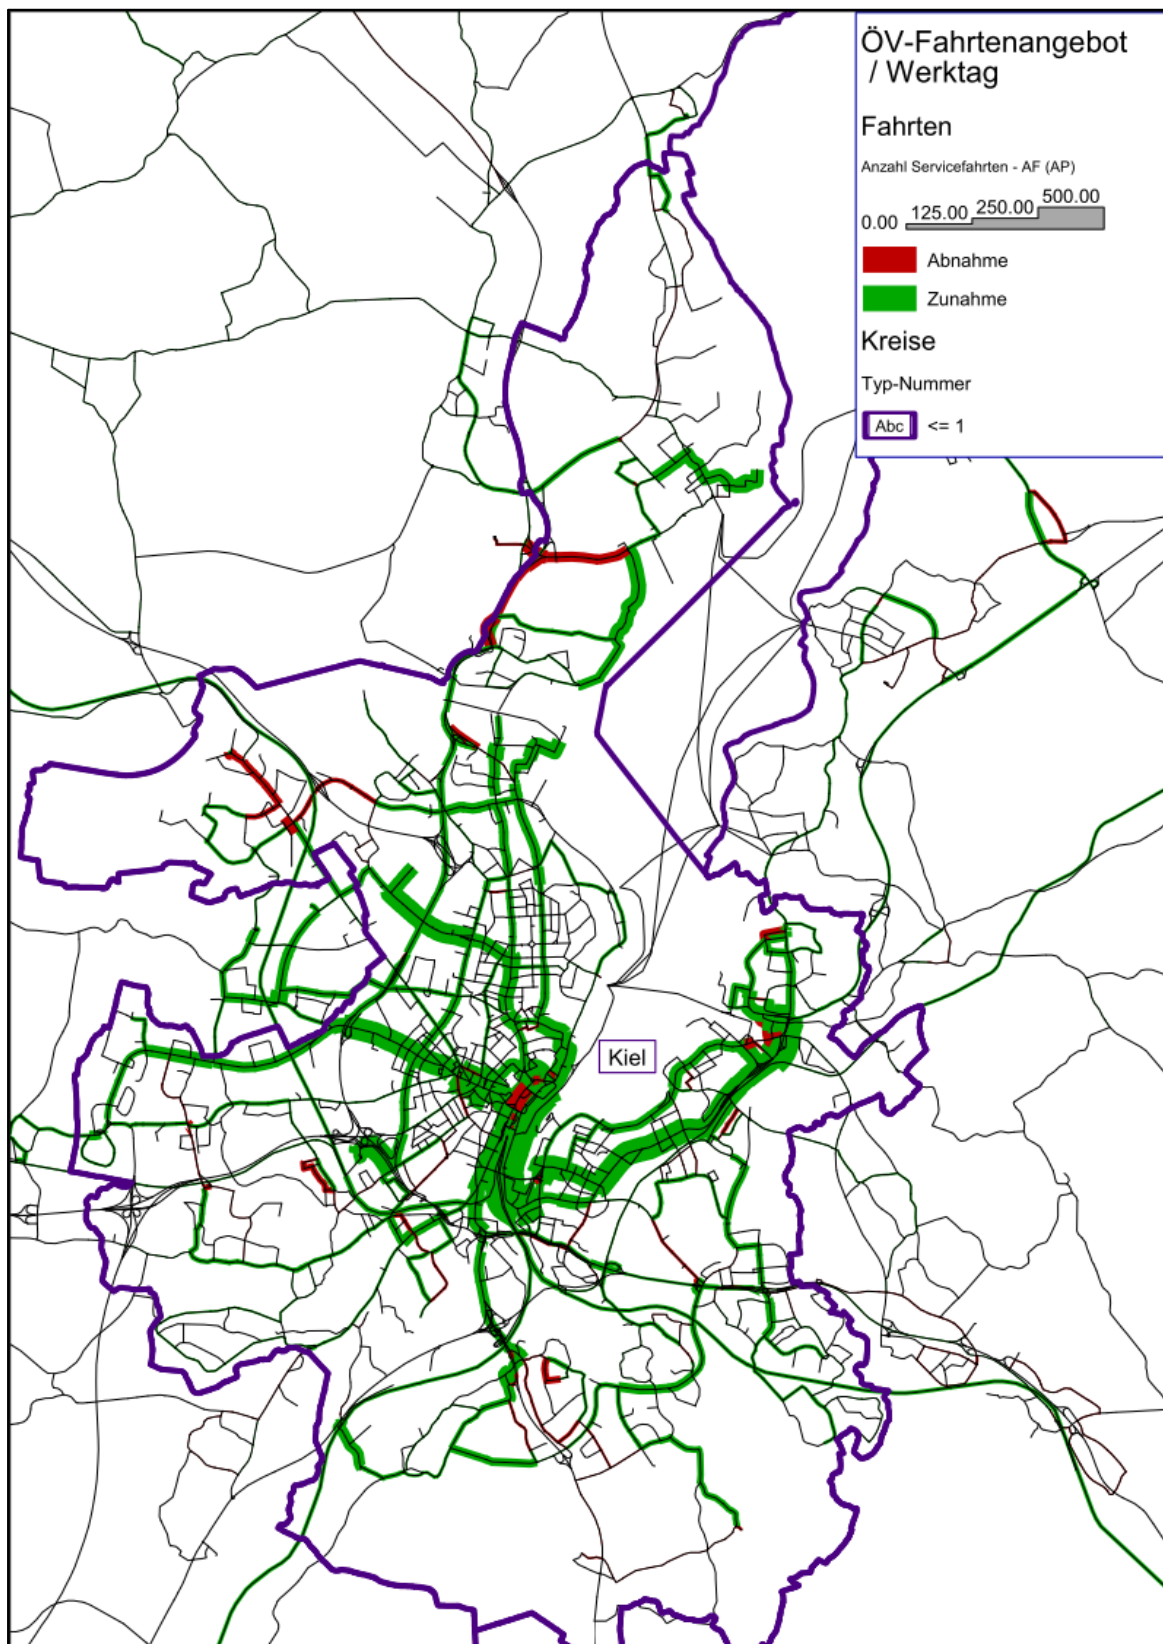 ÖV-Fahrtenangebot
/ Werktag
Fahrten
Anzahl Servicefahrten - AF (AP)
0.00 125.00 250.00 500.00
Abnahme
Zunahme
Kreise
Typ-Nummer
Abc <= 1
Kiel